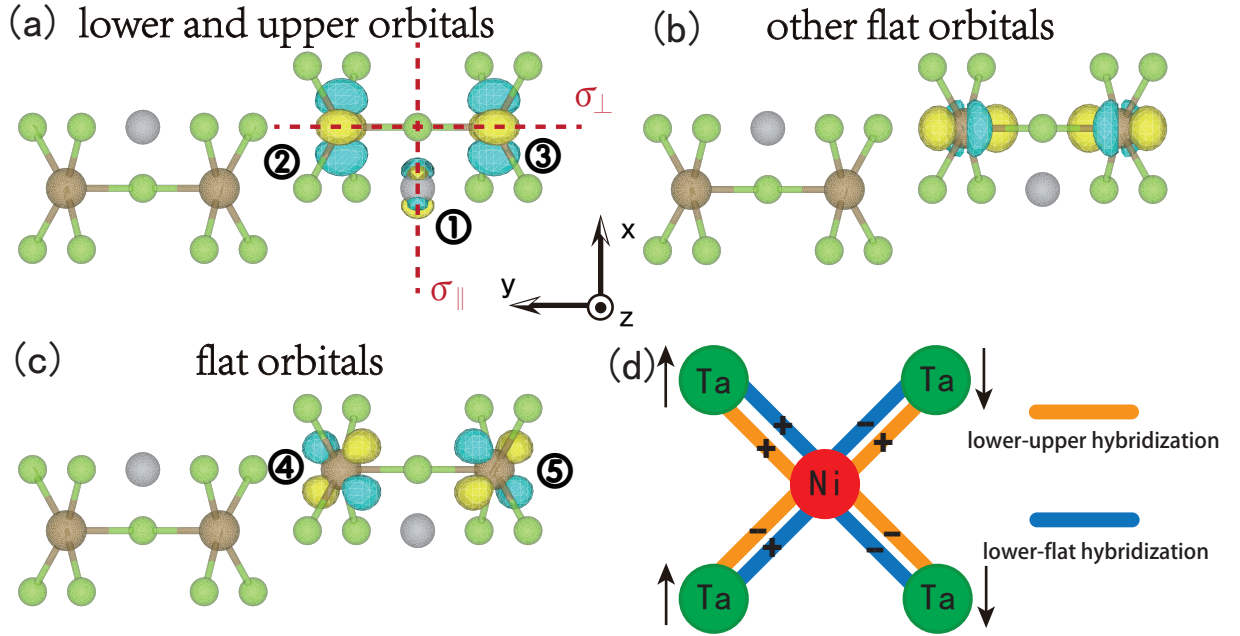 (a) lower and upper orbitals
σ⊥
②
③
①
σ∥
x
y
z
(b) other flat orbitals
(c) flat orbitals
④
⑤
(d)
Ta
Ta
+ - 
+ +
Ni
- -
+ -
Ta
Ta
lower-upper hybridization
lower-flat hybridization